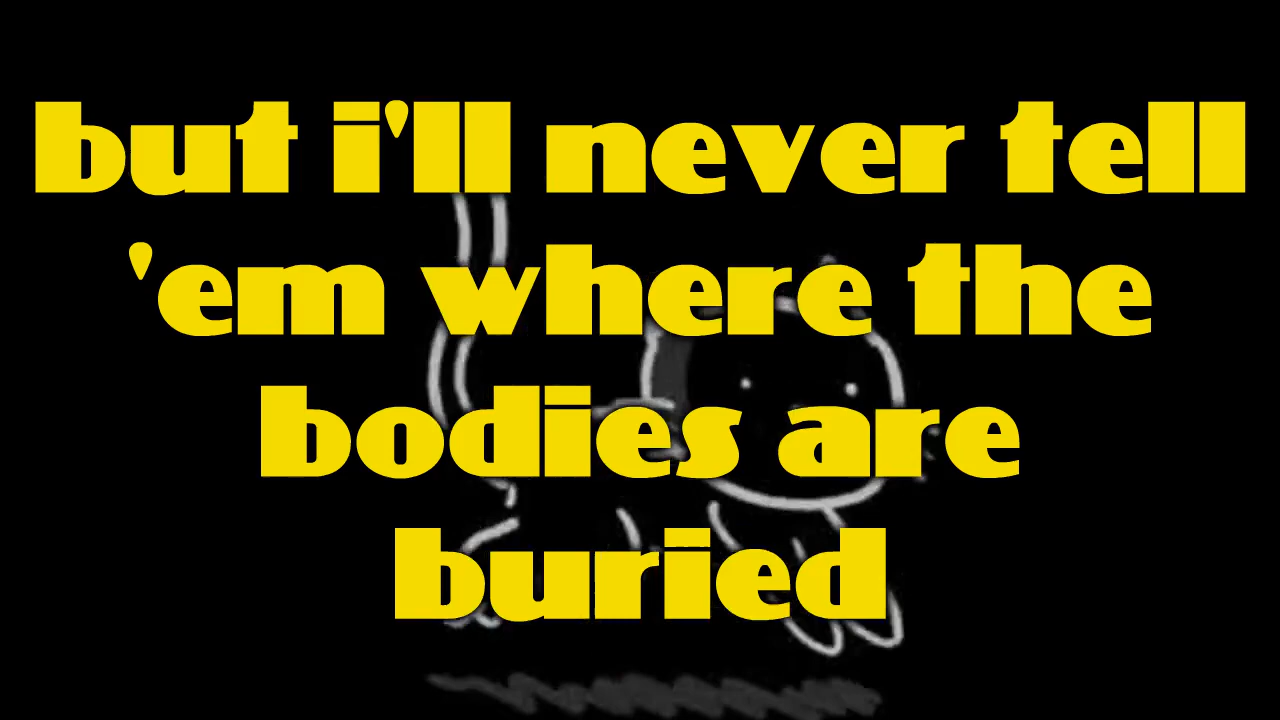 but i'll never tell
'em where the
bodies are
buried